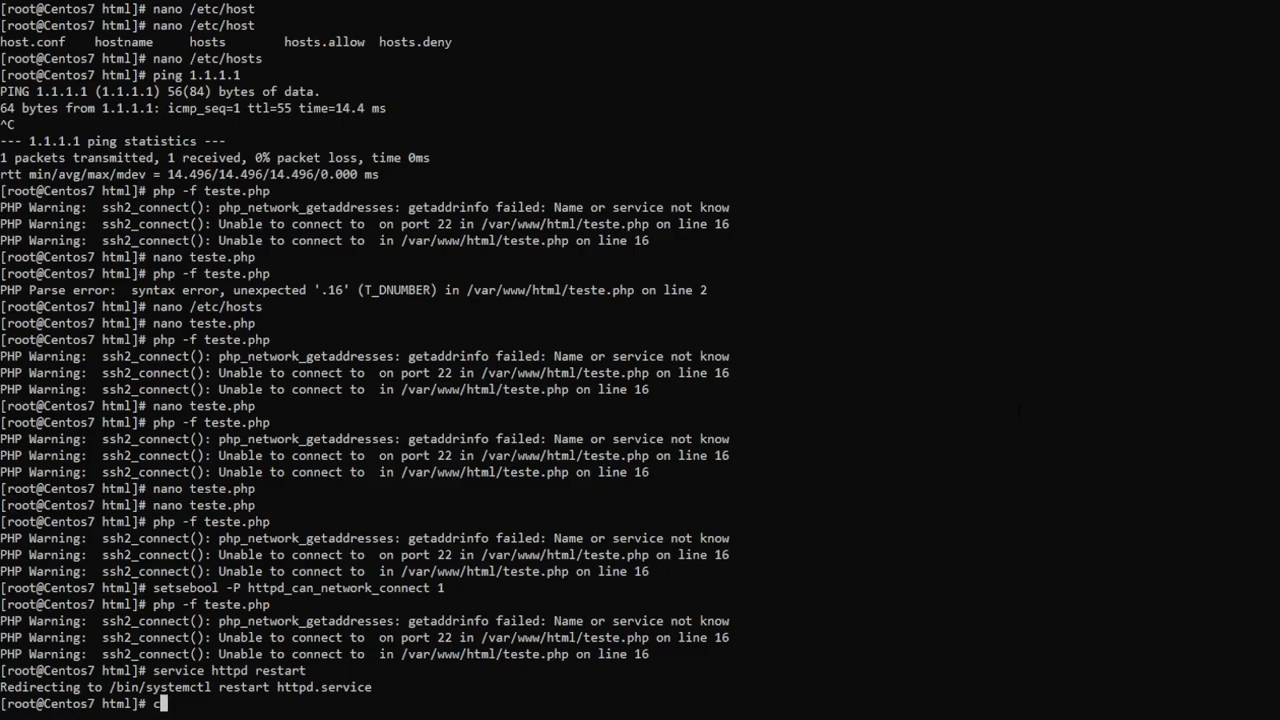 [root@Centos7 html]# nano /etc/host
[root@Centos7 html]# nano /etc/host
host.conf    hostname     hosts        hosts.allow  hosts.deny
[root@Centos7 html]# nano /etc/hosts
[root@Centos7 html]# ping 1.1.1.1
PING 1.1.1.1 (1.1.1.1) 56(84) bytes of data.
64 bytes from 1.1.1.1: icmp_seq=1 ttl=55 time=14.4 ms
^C
--- 1.1.1.1 ping statistics ---
1 packets transmitted, 1 received, 0% packet loss, time 0ms
rtt min/avg/max/mdev = 14.496/14.496/14.496/0.000 ms
[root@Centos7 html]# php -f teste.php
PHP Warning:  ssh2_connect(): php_network_getaddresses: getaddrinfo failed: Name or service not know
PHP Warning:  ssh2_connect(): Unable to connect to  on port 22 in /var/www/html/teste.php on line 16
PHP Warning:  ssh2_connect(): Unable to connect to  in /var/www/html/teste.php on line 16
[root@Centos7 html]# nano teste.php
[root@Centos7 html]# php -f teste.php
PHP Parse error:  syntax error, unexpected '.16' (T_DNUMBER) in /var/www/html/teste.php on line 2
[root@Centos7 html]# nano /etc/hosts
[root@Centos7 html]# nano teste.php
[root@Centos7 html]# php -f teste.php
PHP Warning:  ssh2_connect(): php_network_getaddresses: getaddrinfo failed: Name or service not know
PHP Warning:  ssh2_connect(): Unable to connect to  on port 22 in /var/www/html/teste.php on line 16
PHP Warning:  ssh2_connect(): Unable to connect to  in /var/www/html/teste.php on line 16
[root@Centos7 html]# nano teste.php
[root@Centos7 html]# php -f teste.php
PHP Warning:  ssh2_connect(): php_network_getaddresses: getaddrinfo failed: Name or service not know
PHP Warning:  ssh2_connect(): Unable to connect to  on port 22 in /var/www/html/teste.php on line 16
PHP Warning:  ssh2_connect(): Unable to connect to  in /var/www/html/teste.php on line 16
[root@Centos7 html]# nano teste.php
[root@Centos7 html]# nano teste.php
[root@Centos7 html]# php -f teste.php
PHP Warning:  ssh2_connect(): php_network_getaddresses: getaddrinfo failed: Name or service not know
PHP Warning:  ssh2_connect(): Unable to connect to  on port 22 in /var/www/html/teste.php on line 16
PHP Warning:  ssh2_connect(): Unable to connect to  in /var/www/html/teste.php on line 16
[root@Centos7 html]# setsebool -P httpd_can_network_connect 1
[root@Centos7 html]# php -f teste.php
PHP Warning:  ssh2_connect(): php_network_getaddresses: getaddrinfo failed: Name or service not know
PHP Warning:  ssh2_connect(): Unable to connect to  on port 22 in /var/www/html/teste.php on line 16
PHP Warning:  ssh2_connect(): Unable to connect to  in /var/www/html/teste.php on line 16
[root@Centos7 html]# service httpd restart
Redirecting to /bin/systemctl restart httpd.service
[root@Centos7 html]# c